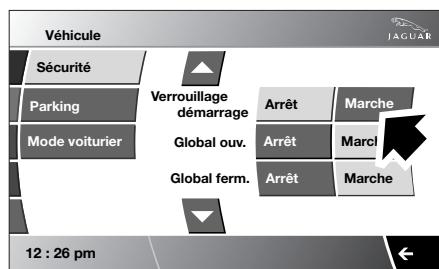 Véhicule
JAGUAR
Sécurité
Parking
Mode voiturier
Verrouillage
démarrage
Arrêt
Marche
Global ouv.
Arrêt
Global ferm.
Arrêt
Marche
12 : 26 pm